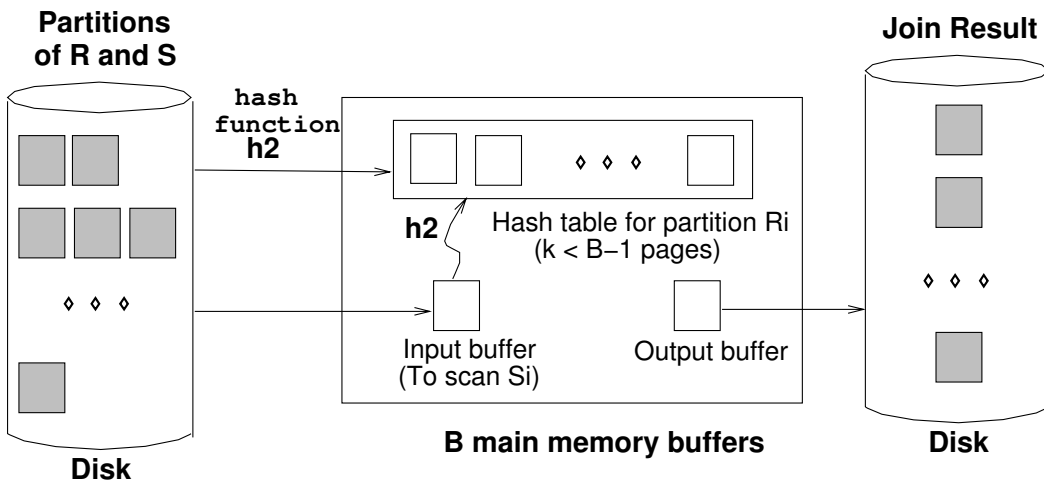 Partitions
of R and S
Join Result
hash
function
h2
h2
Hash table for partition Ri
(k < B−1 pages)
Input buffer
(To scan Si)
Output buffer
B main memory buffers
Disk
Disk